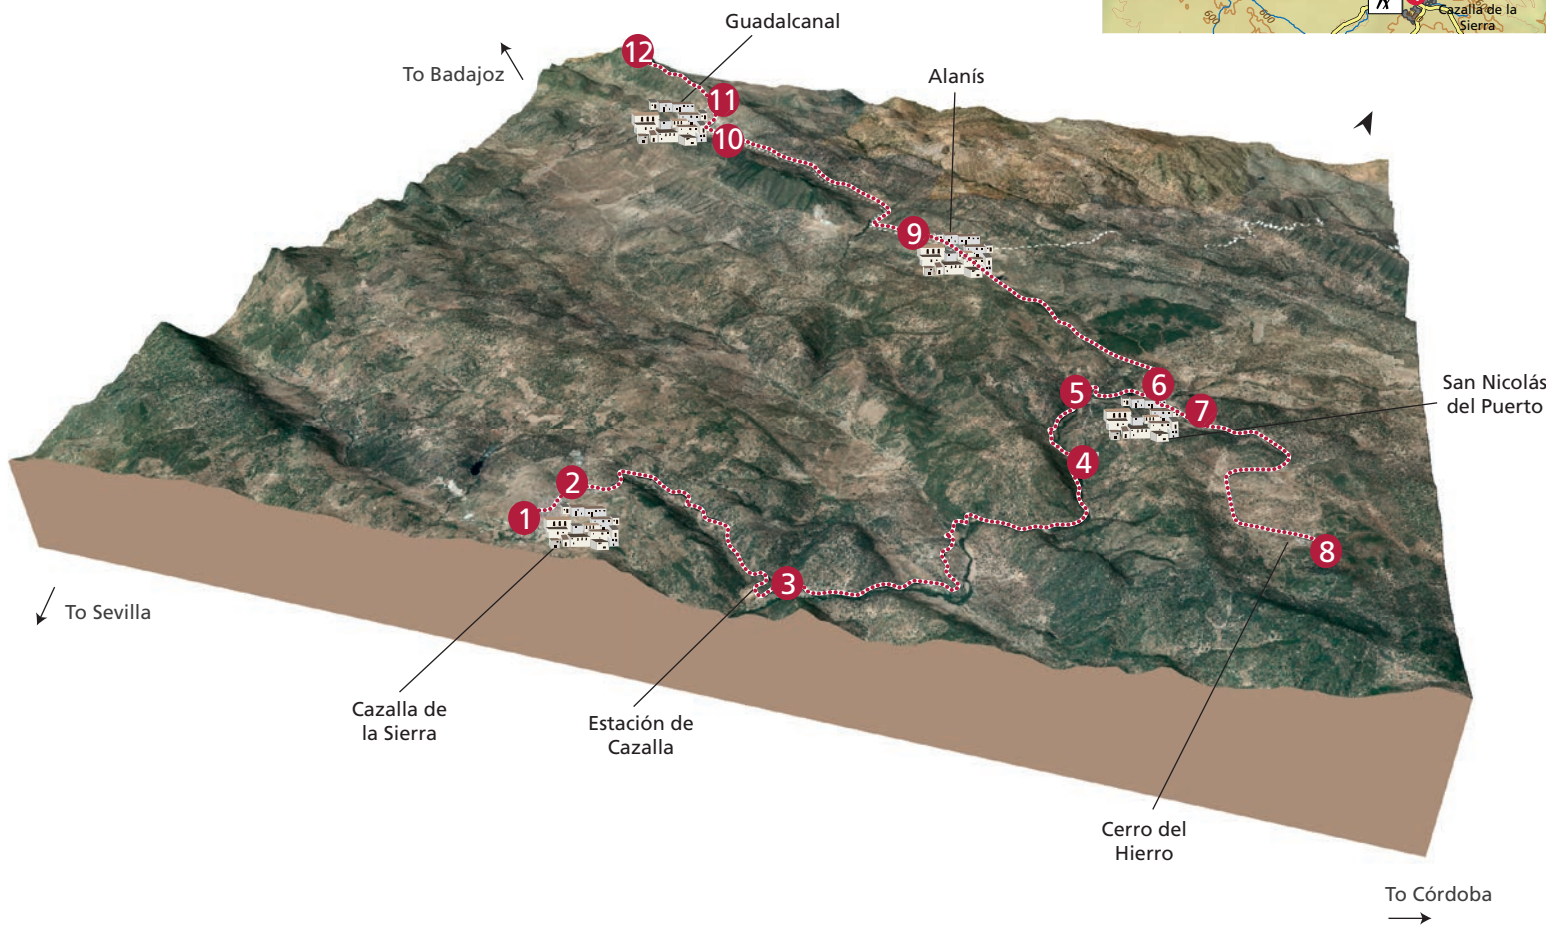 600
600
Cazalla de la
Sierra
Guadalcanal
To Badajoz
Alanís
12
11
10
9
San Nicolás
del Puerto
5
6
7
4
2
1
8
3
To Sevilla
Cazalla de
la Sierra
Estación de
Cazalla
Cerro del
Hierro
To Córdoba